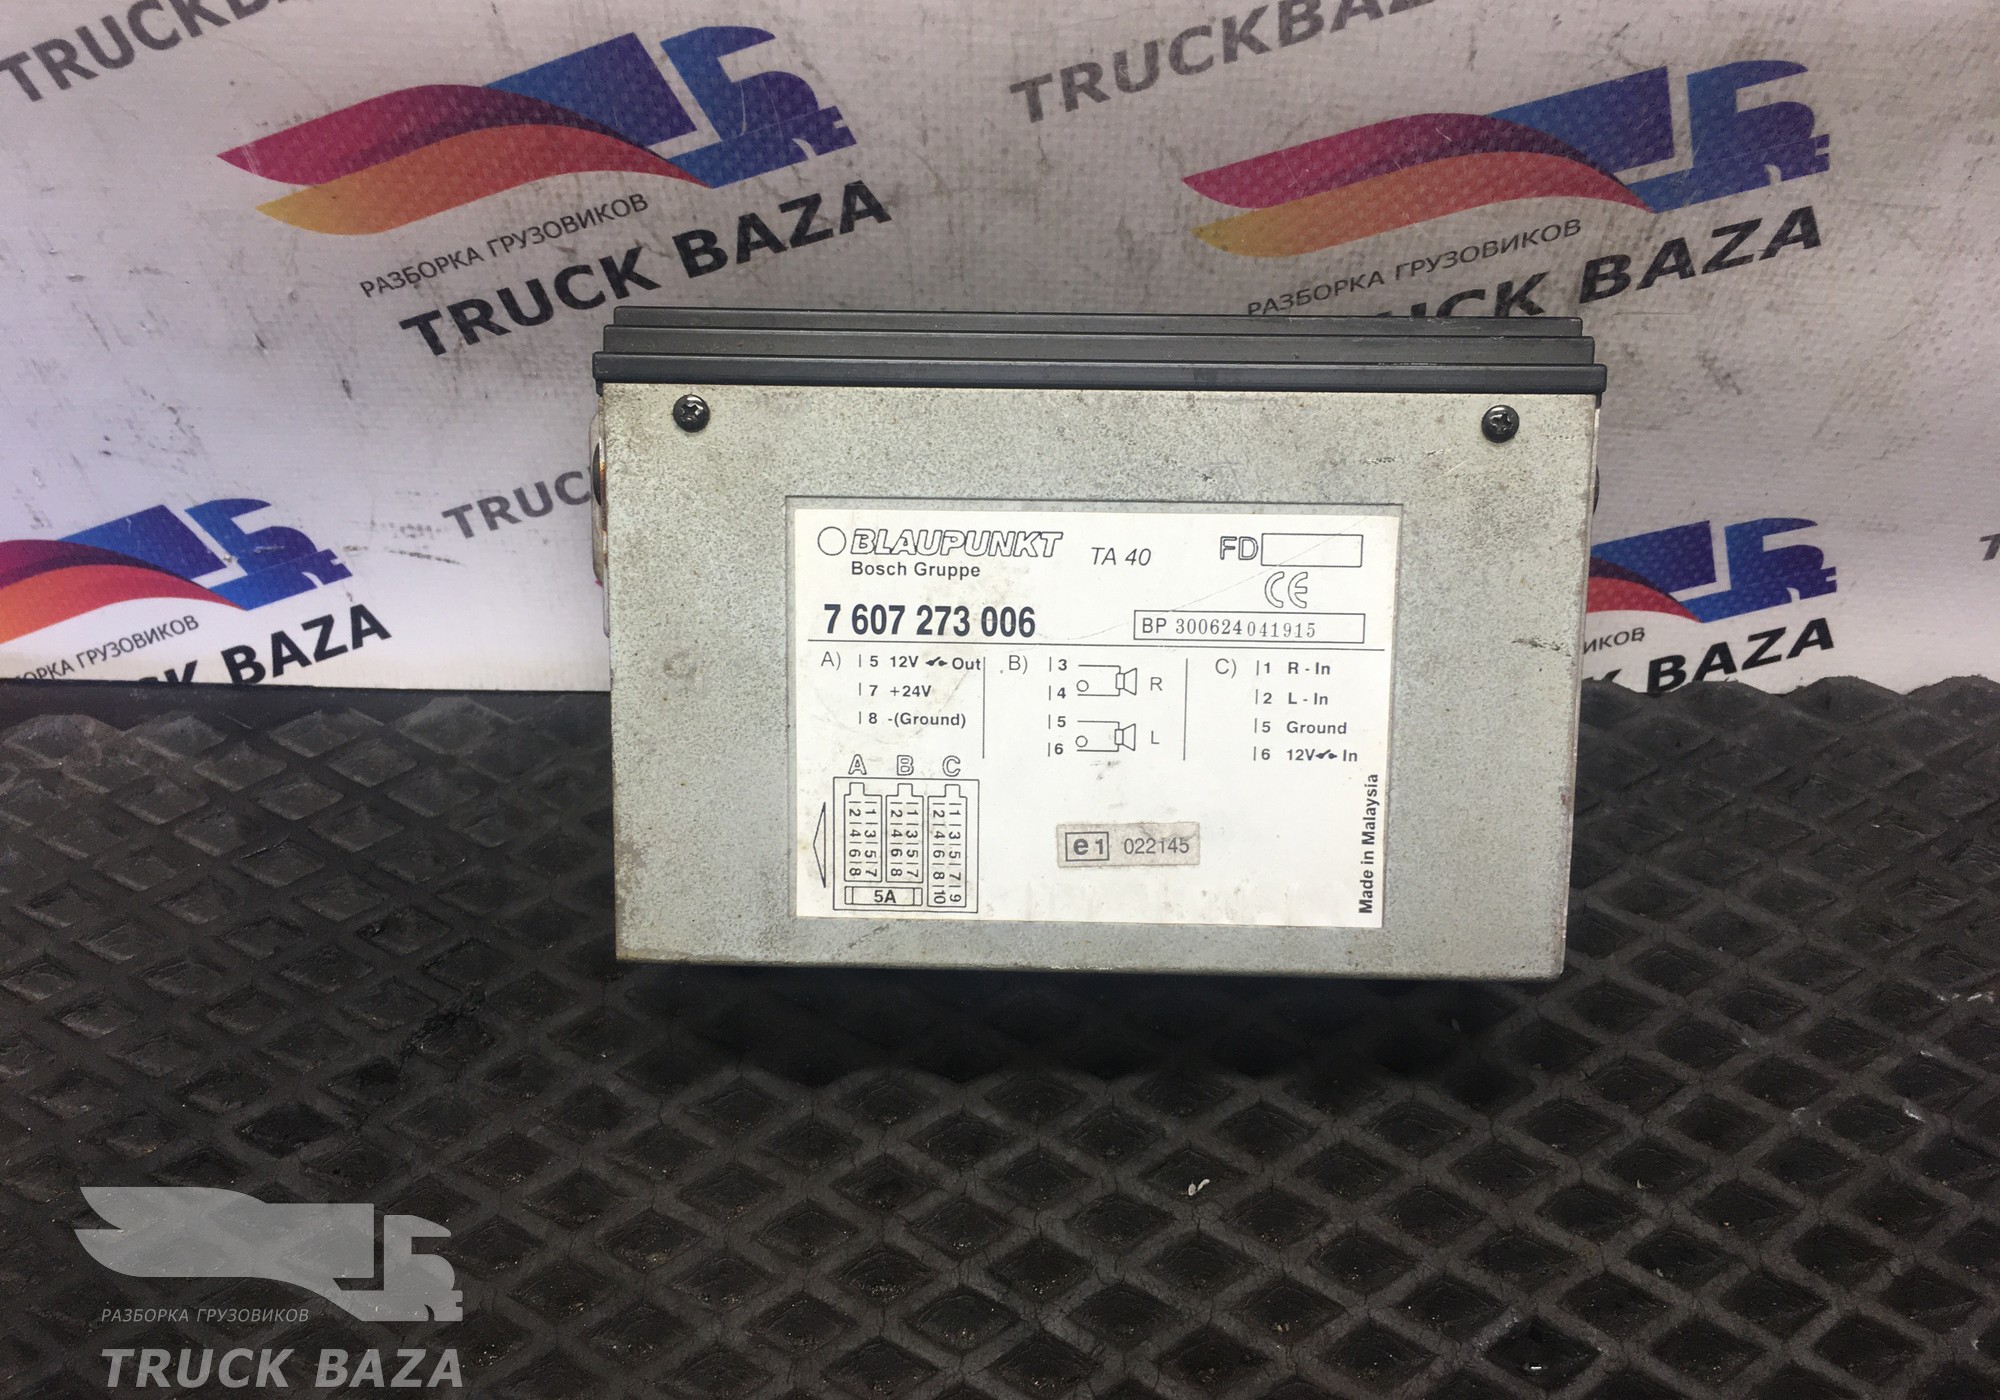 TRUCKBAZA
TRUCKBAZA
РАЗБОРКА ГРУЗОВИКОВ
TRUCK BAZA
РАЗБОРКА ГРУЗОВИКОВ
TRUCK BAZA
TRUC
РАЗБОРКА ГРУЗОВИКОВ
TRUCK BAZA
ИКОВ
K BAZA
BLAUPUNKT TA 40 FD
Bosch Gruppe
CE
7 607 273 006 BP 300624041915
A) 5 12V Out
7 +24V
8 -(Ground)
B) 3
4 R
5
6 L
C) 1 R - In
2 L - In
5 Ground
6 12V In
A B C
1 3 5 7
2 4 6 8
1 3 5 7
2 4 6 8
1 3 5 7 9
2 4 6 8 10
5A
e1 022145
Made in Malaysia
РАЗБОРКА ГРУЗОВИКОВ
TRUCK BAZA